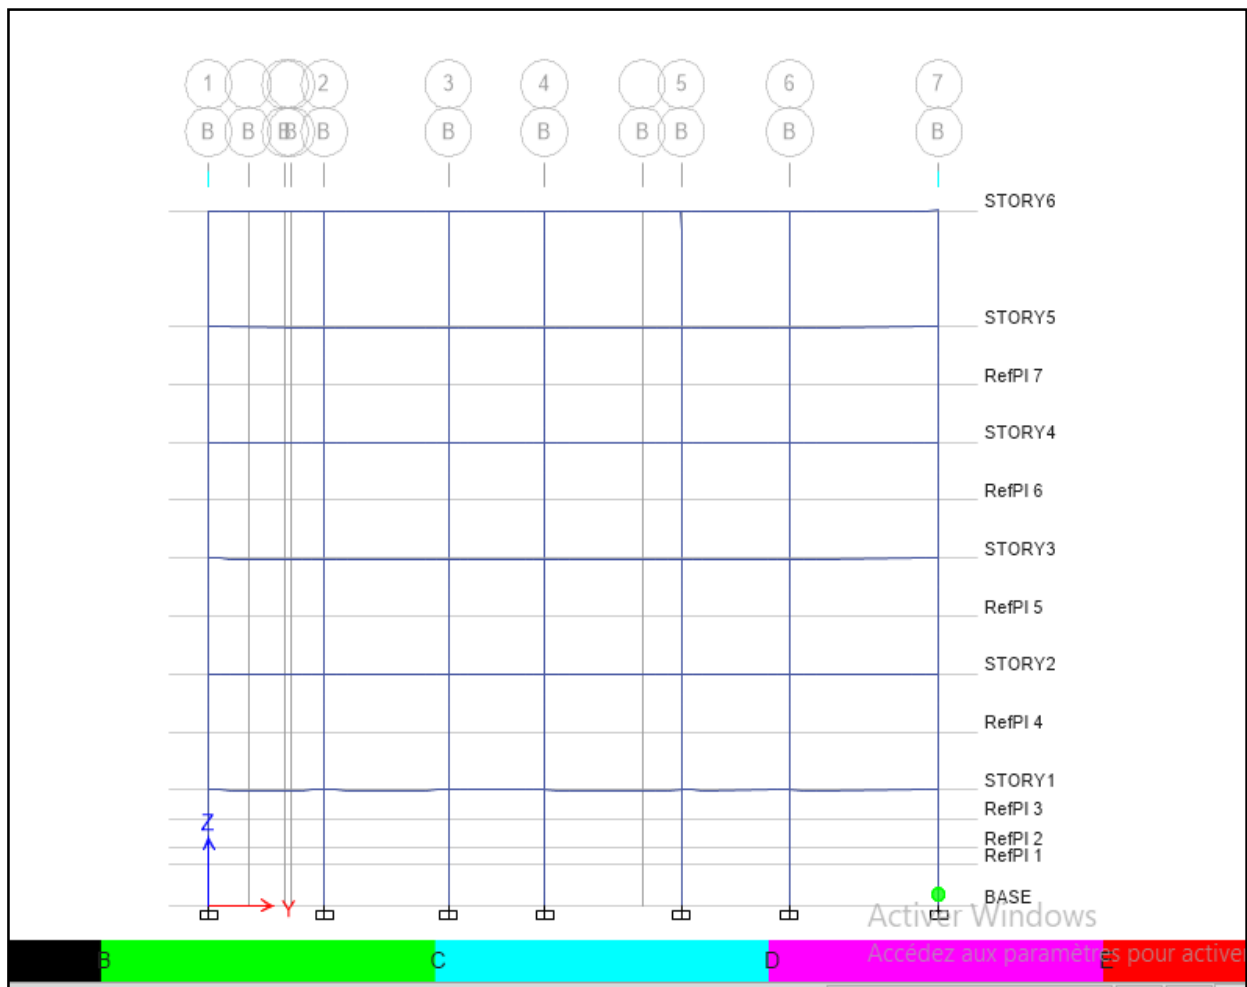 1 2 3 4 5 6 7
B B B B B B B B B B B
STORY6
STORY5
RefPl 7
STORY4
RefPl 6
STORY3
RefPl 5
STORY2
RefPl 4
STORY1
RefPl 3
Z
RefPl 2
RefPl 1
BASE
Y
Activer Windows
Accédez aux paramètres pour activer
B C D E